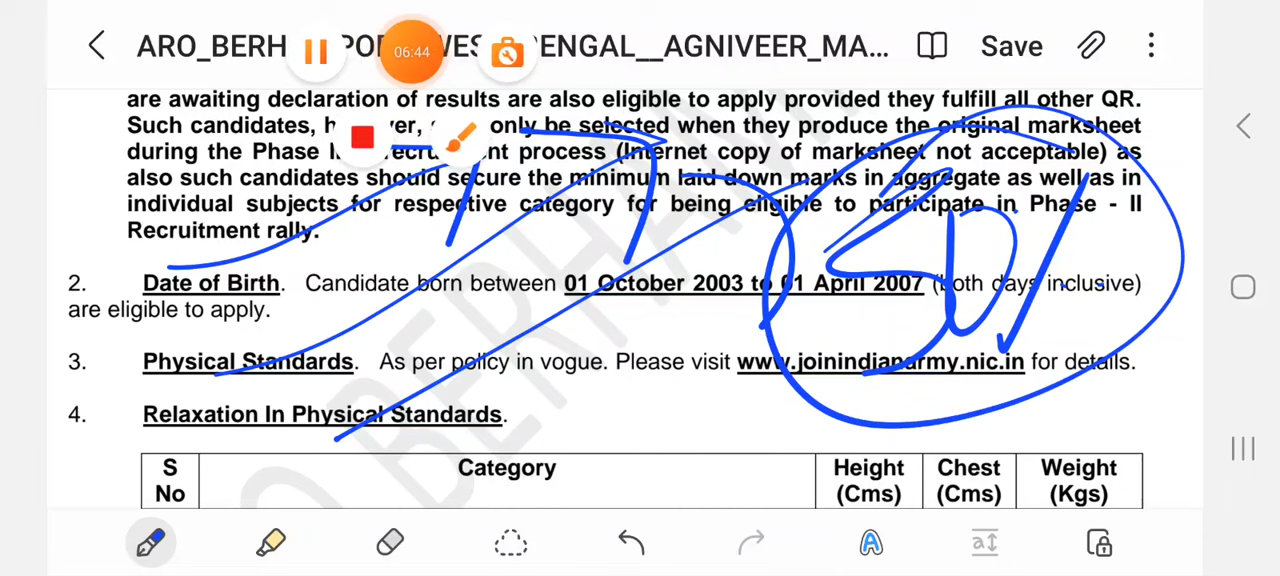 ARO_BERH POR WES BENGAL__AGNIVEER_MA... Save
06:44
are awaiting declaration of results are also eligible to apply provided they fulfill all other QR.
Such candidates, only be selected when they produce the original marksheet
during the Phase process (Internet copy of marksheet not acceptable) as
also such candidates should secure the minimum laid down marks in aggregate as well as in
individual subjects for respective category for being eligible to participate in Phase - II
Recruitment rally.
2. Date of Birth. Candidate born between 01 October 2003 to 01 April 2007 (both days inclusive)
are eligible to apply.
3. Physical Standards. As per policy in vogue. Please visit www.joinindianarmy.nic.in for details.
4. Relaxation In Physical Standards.
S No Category Height (Cms) Chest (Cms) Weight (Kgs)